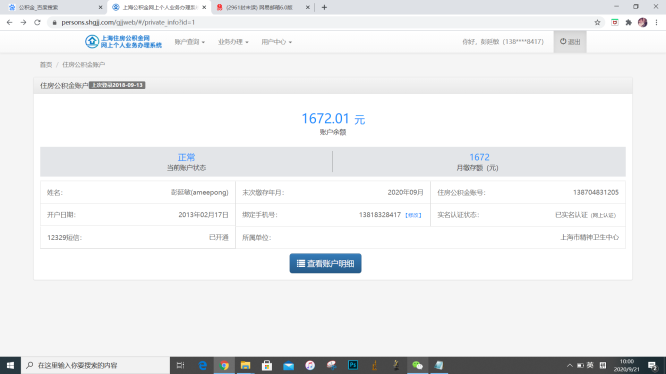 公积金_百度搜索
上海公积金网上个人业务办理系
(2961封未读) 网易邮箱6.0版
persons.shgjj.com/gjjweb/#/private_info?id=1
上海住房公积金网
网上个人业务办理系统
账户查询
业务办理
用户中心
你好，彭延敏（138****8417）
退出
首页 / 住房公积金账户
住房公积金账户 上次登录2018-09-13
1672.01 元
账户余额
正常
当前账户状态
1672
月缴存额（元）
姓名： 彭延敏(ameepong)
末次缴存年月： 2020年09月
住房公积金账号： 138704831205
开户日期： 2013年02月17日
绑定手机号： 13818328417 【修改】
实名认证状态： 已实名认证（网上认证）
12329短信： 已开通
所属单位： 上海市精神卫生中心
查看账户明细
在这里输入你要搜索的内容
英
10:00
2020/9/21